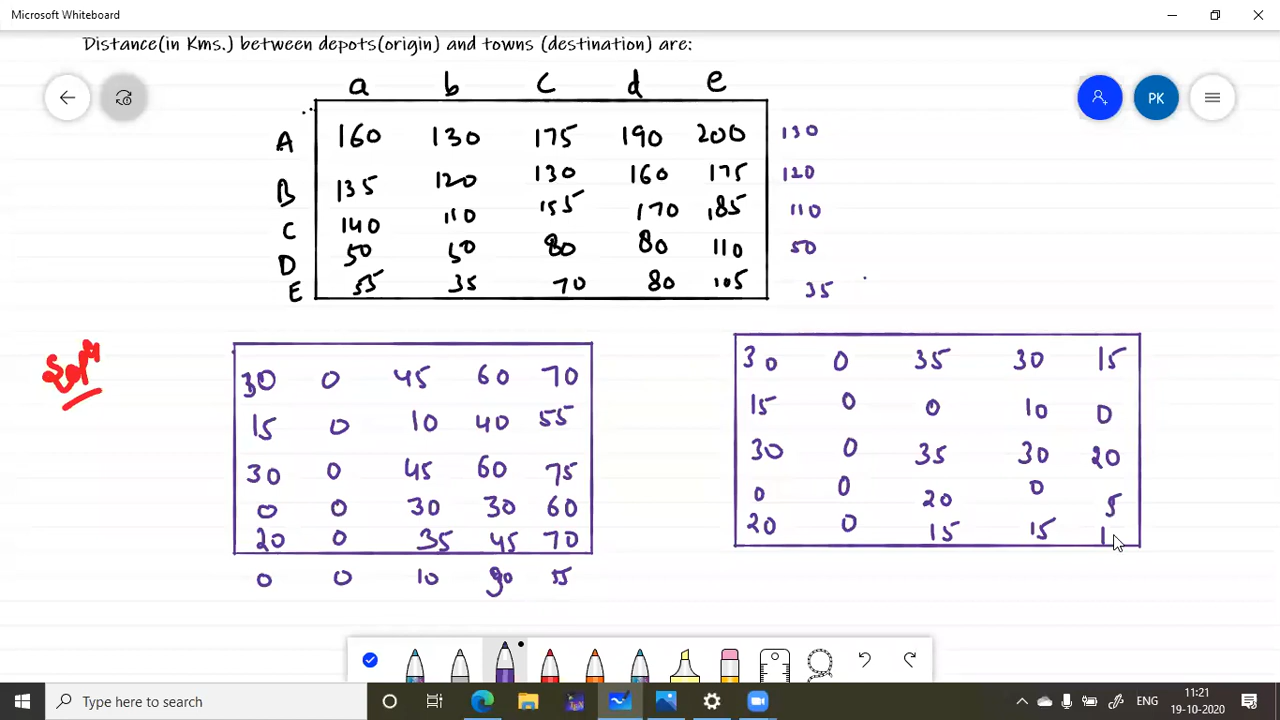 Microsoft Whiteboard
Distance(in Kms.) between depots(origin) and towns (destination) are:
a b c d e
A 160 130 175 190 200 130
B 135 120 130 160 175 120
C 140 110 155 170 185 110
D 50 50 80 80 110 50
E 55 35 70 80 105 35
PK
Sol
30 0 45 60 70
15 0 10 40 55
30 0 45 60 75
0 0 30 30 60
20 0 35 45 70
0 0 10 30 55
30 0 35 30 15
15 0 0 10 0
30 0 35 30 20
0 0 20 0 5
20 0 15 15 1
Type here to search
ENG
11:21
19-10-2020